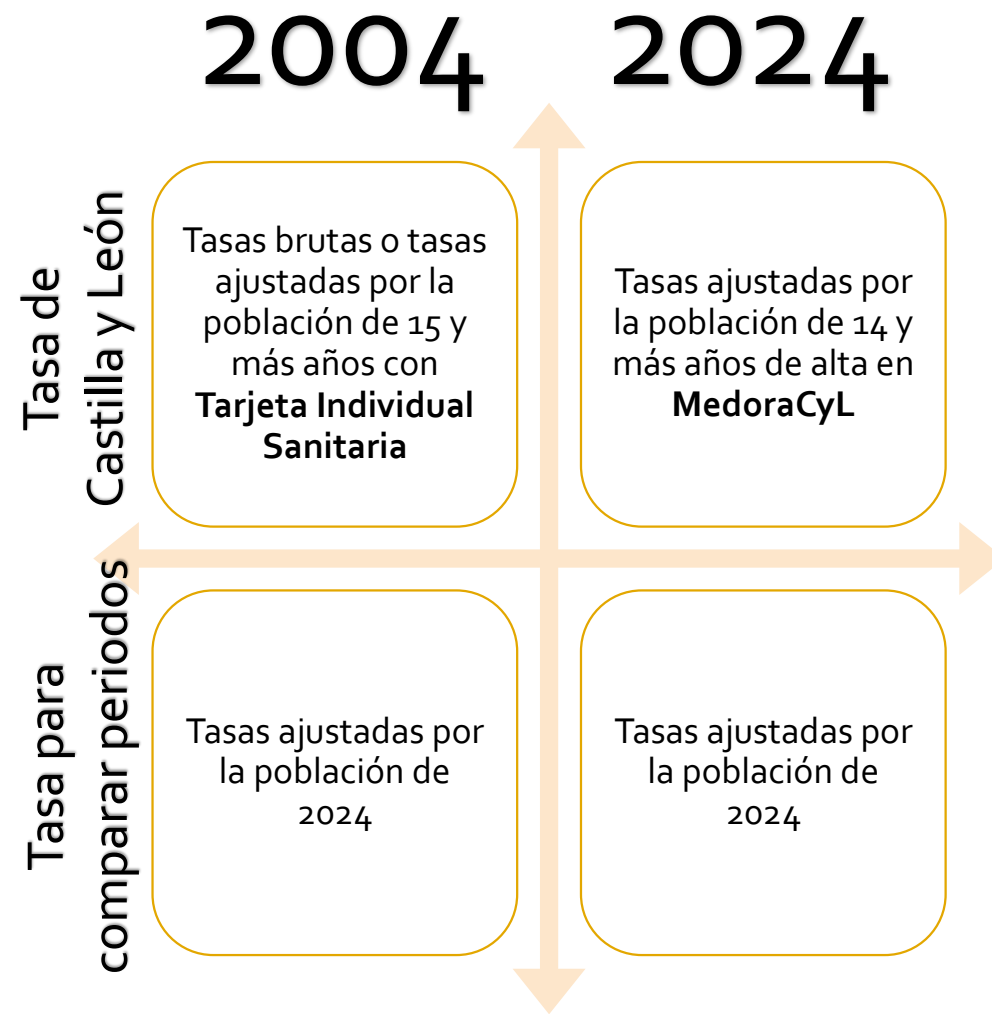 2004
2024
Tasa de
Castilla y León
Tasas brutas o tasas
ajustadas por la
población de 15 y
más años con
Tarjeta Individual
Sanitaria
Tasas ajustadas por
la población de 14 y
más años de alta en
MedoraCyL
Tasa para
comparar periodos
Tasas ajustadas por
la población de
2024
Tasas ajustadas por
la población de
2024